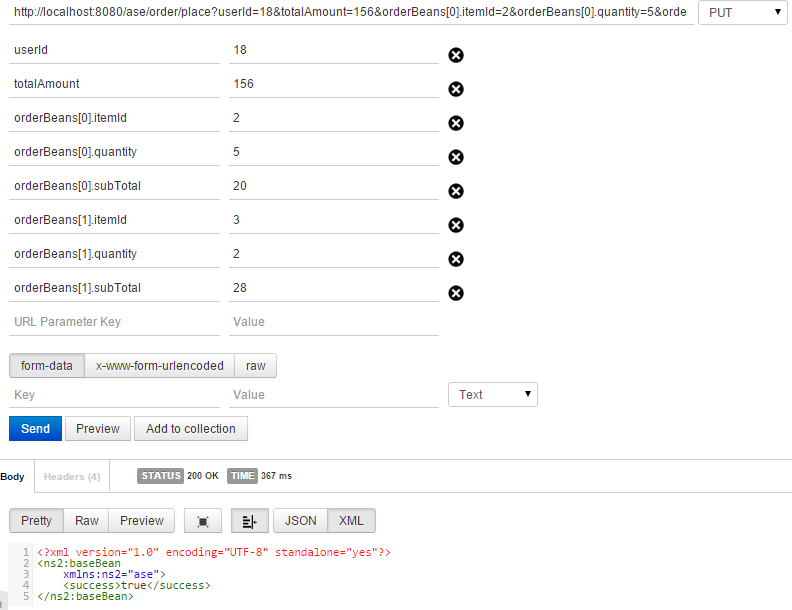 http://localhost:8080/ase/order/place?userId=18&totalAmount=156&orderBeans[0].itemId=2&orderBeans[0].quantity=5&orde PUT
userId 18
totalAmount 156
orderBeans[0].itemId 2
orderBeans[0].quantity 5
orderBeans[0].subTotal 20
orderBeans[1].itemId 3
orderBeans[1].quantity 2
orderBeans[1].subTotal 28
URL Parameter Key Value
form-data x-www-form-urlencoded raw
Key Value Text
Send Preview Add to collection
Body Headers (4) STATUS 200 OK TIME 367 ms
Pretty Raw Preview JSON XML
1 <?xml version="1.0" encoding="UTF-8" standalone="yes"?>
2 <ns2:baseBean
3 xmlns:ns2="ase">
4 <success>true</success>
5 </ns2:baseBean>